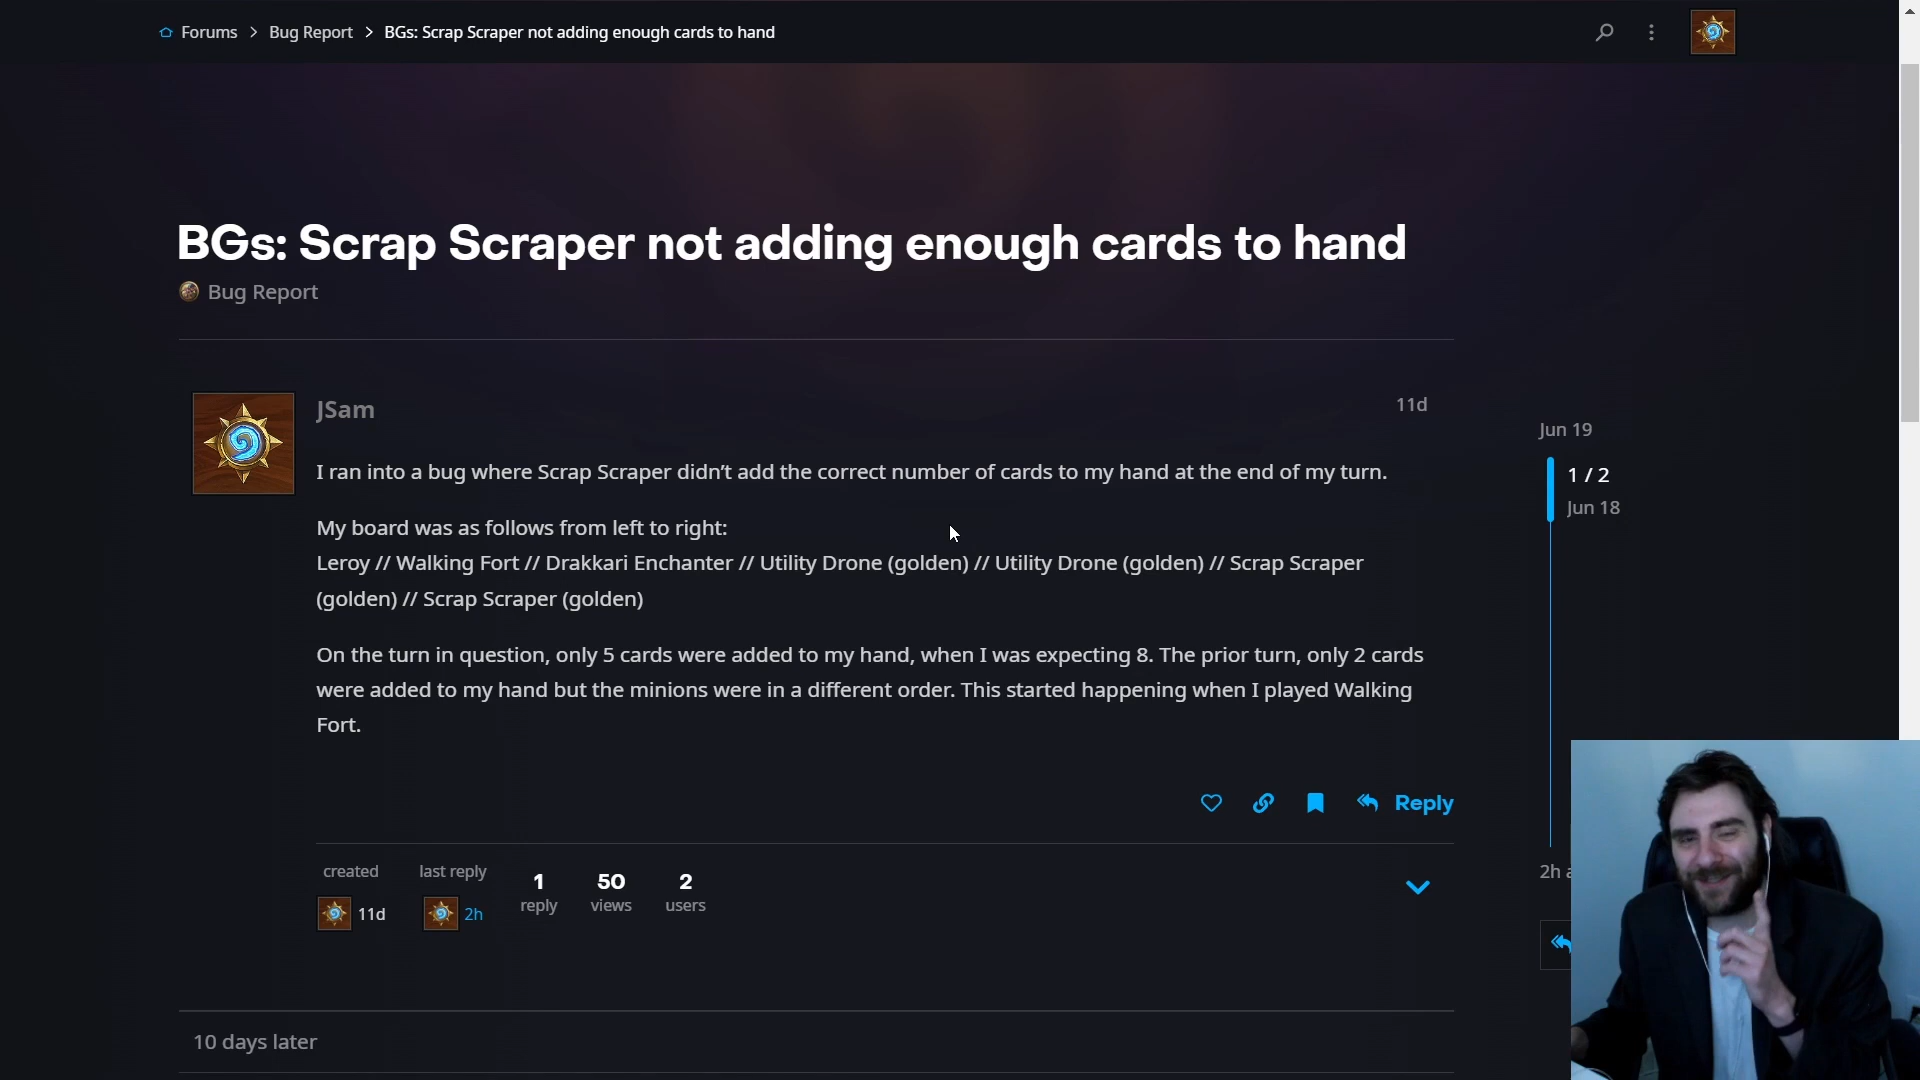 Forums > Bug Report > BGs: Scrap Scraper not adding enough cards to hand
BGs: Scrap Scraper not adding enough cards to hand
Bug Report
JSam
11d
I ran into a bug where Scrap Scraper didn't add the correct number of cards to my hand at the end of my turn.
My board was as follows from left to right:
Leroy // Walking Fort // Drakkari Enchanter // Utility Drone (golden) // Utility Drone (golden) // Scrap Scraper
(golden) // Scrap Scraper (golden)
On the turn in question, only 5 cards were added to my hand, when I was expecting 8. The prior turn, only 2 cards
were added to my hand but the minions were in a different order. This started happening when I played Walking
Fort.
Reply
created
last reply
1
50
2
11d
2h
reply
views
users
10 days later
Jun 19
1 / 2
Jun 18
2h a